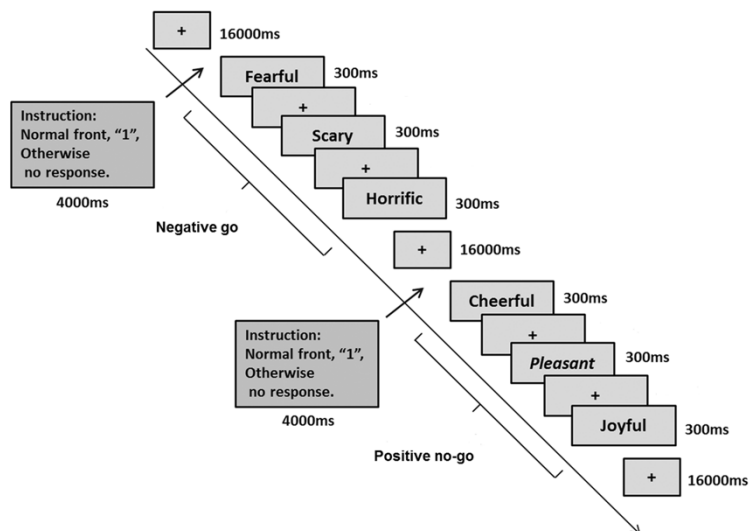 +
16000ms
Fearful
300ms
+
Scary
300ms
+
Horrific
300ms
Instruction:
Normal front, “1”,
Otherwise
no response.
4000ms
Negative go
+
16000ms
Cheerful
300ms
+
Pleasant
300ms
+
Joyful
300ms
Instruction:
Normal front, “1”,
Otherwise
no response.
4000ms
Positive no-go
+
16000ms